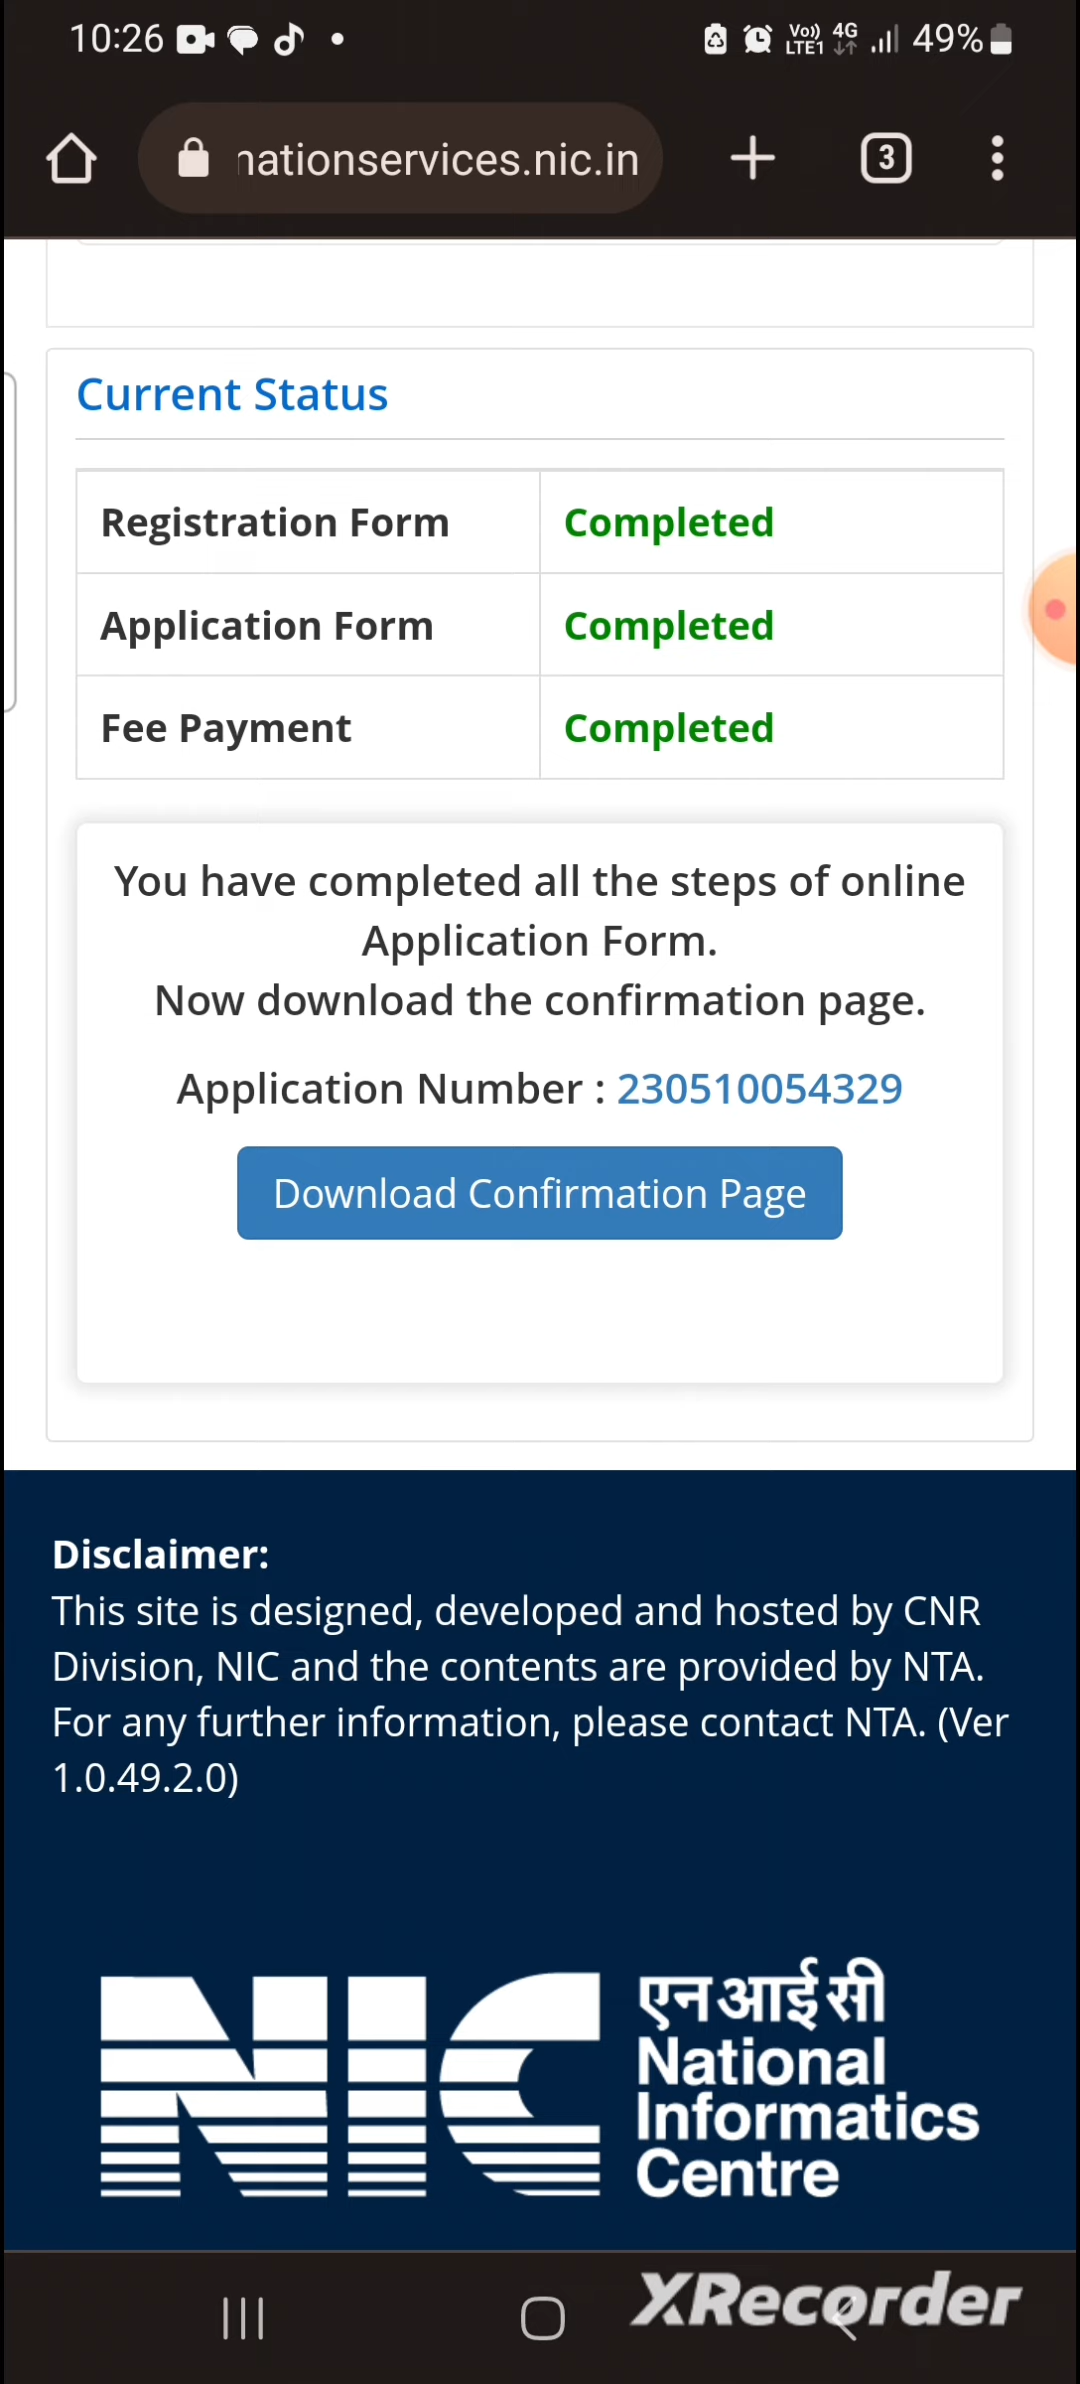 10:26
Vo)) 4G
LTE1
49%
nationservices.nic.in
3
Current Status
Registration Form Completed
Application Form Completed
Fee Payment Completed
You have completed all the steps of online
Application Form.
Now download the confirmation page.
Application Number : 230510054329
Download Confirmation Page
Disclaimer:
This site is designed, developed and hosted by CNR
Division, NIC and the contents are provided by NTA.
For any further information, please contact NTA. (Ver
1.0.49.2.0)
NIC
एनआईसी
National
Informatics
Centre
XRecorder